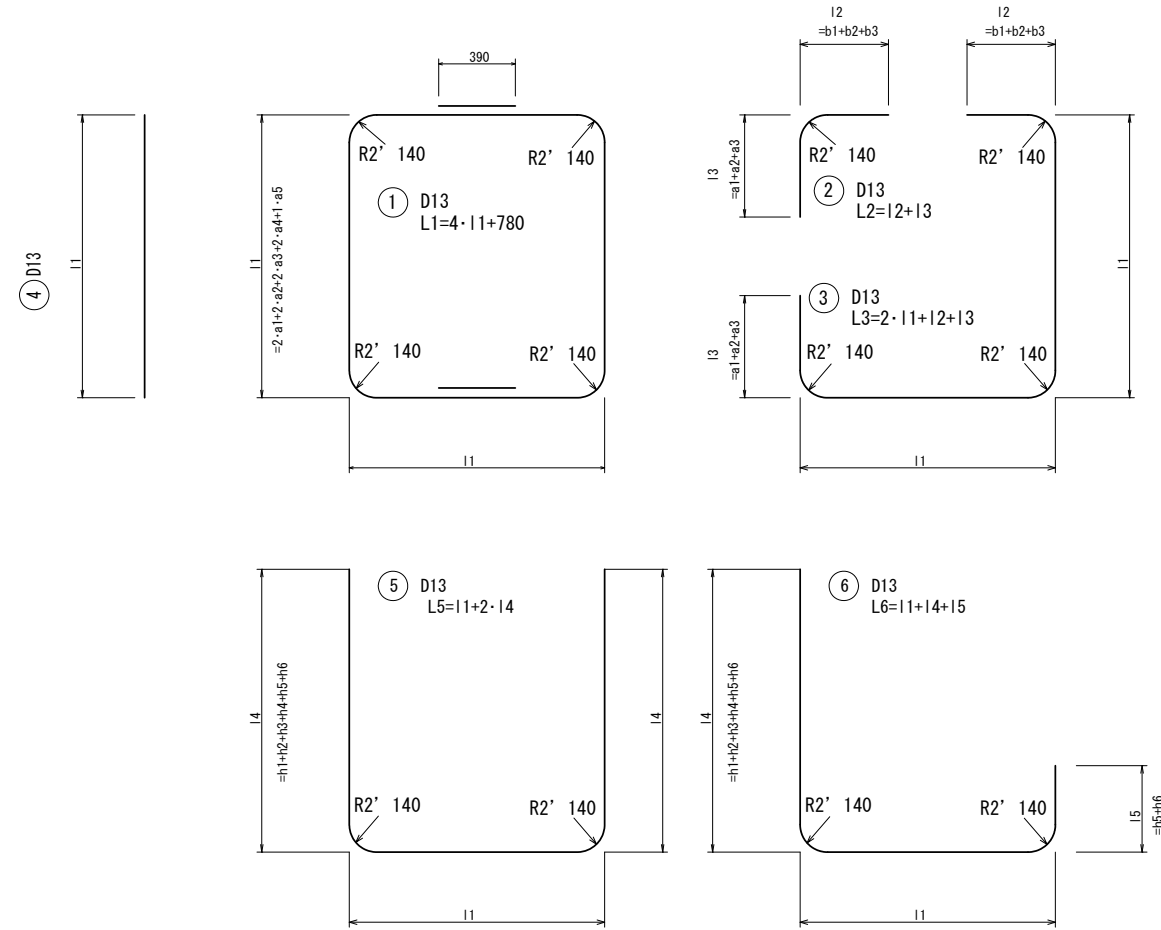 390
l2
=b1+b2+b3
l2
=b1+b2+b3
4 D13
l1
l1
=2·a1+2·a2+2·a3+2·a4+1·a5
R2’ 140
R2’ 140
1 D13
L1=4·l1+780
R2’ 140
R2’ 140
l1
l3
=a1+a2+a3
R2’ 140
R2’ 140
2 D13
L2=l2+l3
3 D13
L3=2·l1+l2+l3
l3
=a1+a2+a3
R2’ 140
R2’ 140
l1
l1
l4
=h1+h2+h3+h4+h5+h6
5 D13
L5=l1+2·l4
l4
R2’ 140
R2’ 140
l1
l4
=h1+h2+h3+h4+h5+h6
6 D13
L6=l1+l4+l5
R2’ 140
R2’ 140
l5
=h5+h6
l1